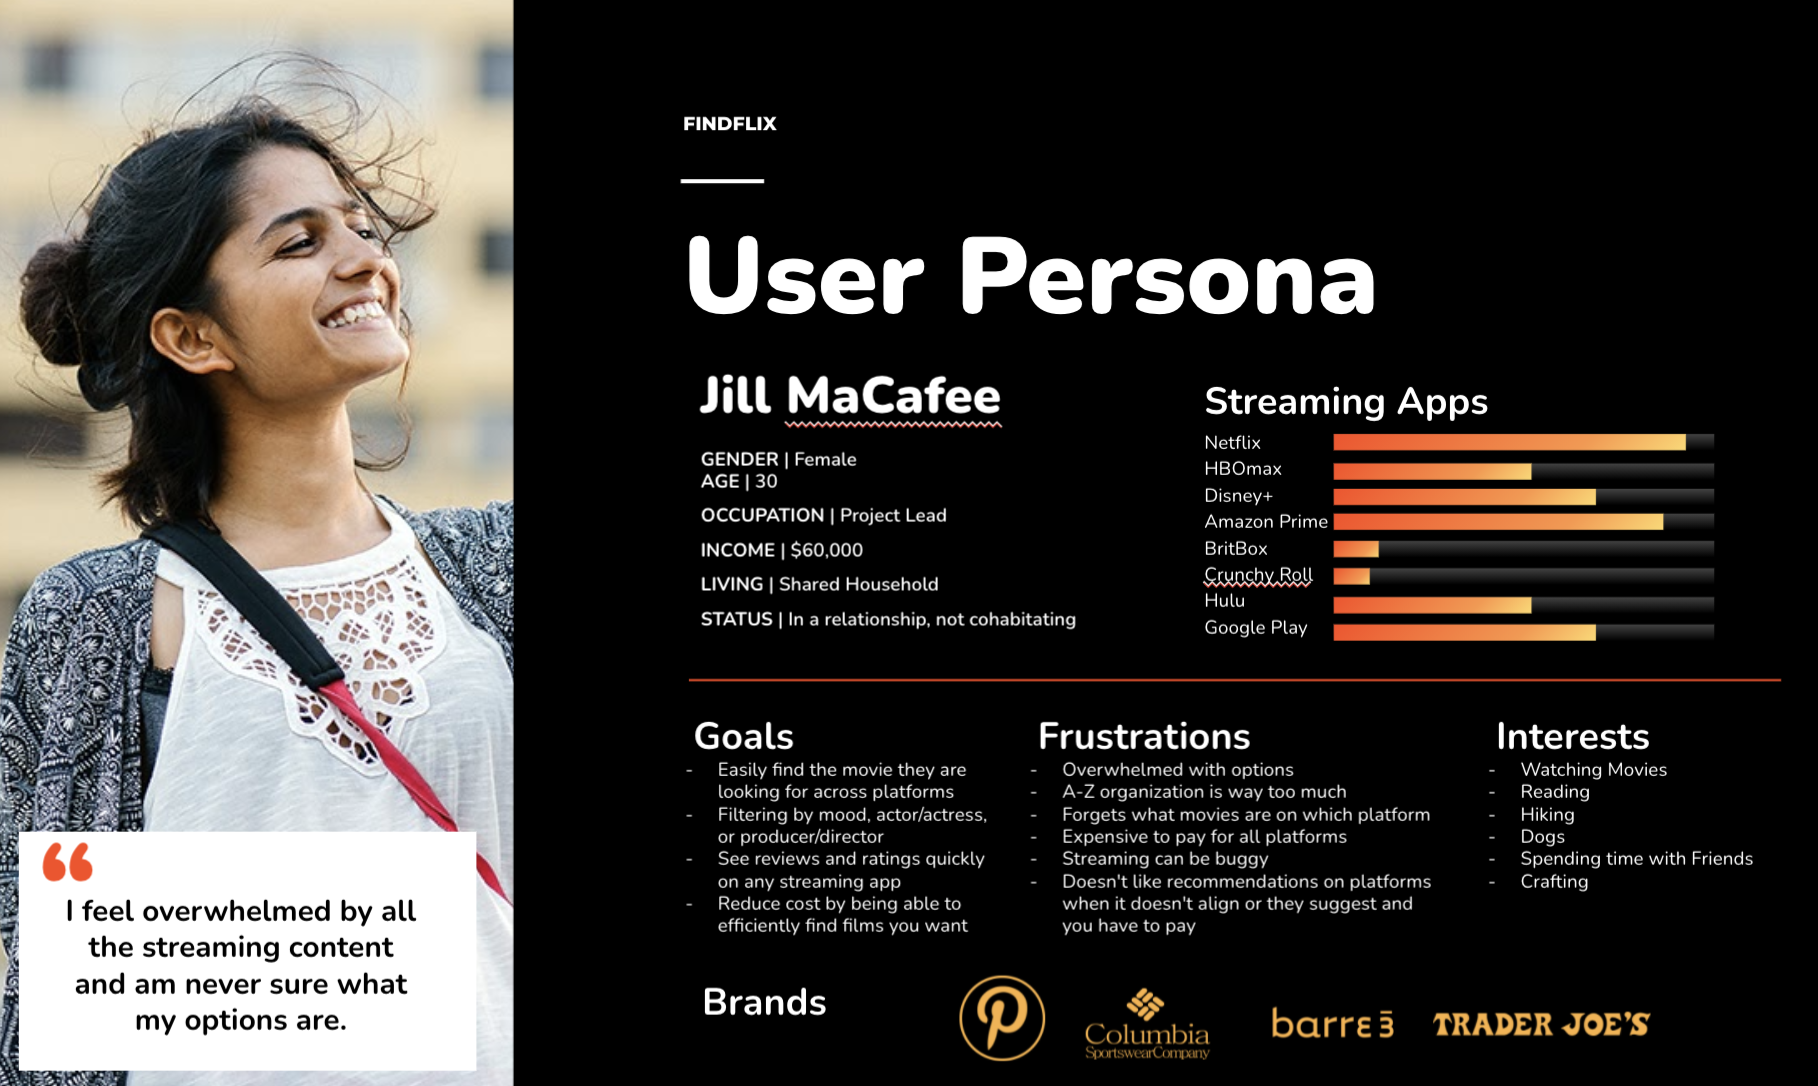 FINDFLIX
User Persona
Jill MaCafee
GENDER | Female
AGE | 30
OCCUPATION | Project Lead
INCOME | $60,000
LIVING | Shared Household
STATUS | In a relationship, not cohabitating
Streaming Apps
Netflix
HBOmax
Disney+
Amazon Prime
BritBox
Crunchy Roll
Hulu
Google Play
Goals
- Easily find the movie they are
looking for across platforms
- Filtering by mood, actor/actress,
or producer/director
- See reviews and ratings quickly
on any streaming app
- Reduce cost by being able to
efficiently find films you want
Frustrations
- Overwhelmed with options
- A-Z organization is way too much
- Forgets what movies are on which platform
- Expensive to pay for all platforms
- Streaming can be buggy
- Doesn't like recommendations on platforms
when it doesn't align or they suggest and
you have to pay
Interests
- Watching Movies
- Reading
- Hiking
- Dogs
- Spending time with Friends
- Crafting
“
I feel overwhelmed by all
the streaming content
and am never sure what
my options are.
Brands
Columbia
SportswearCompany
barre3
TRADER JOE'S